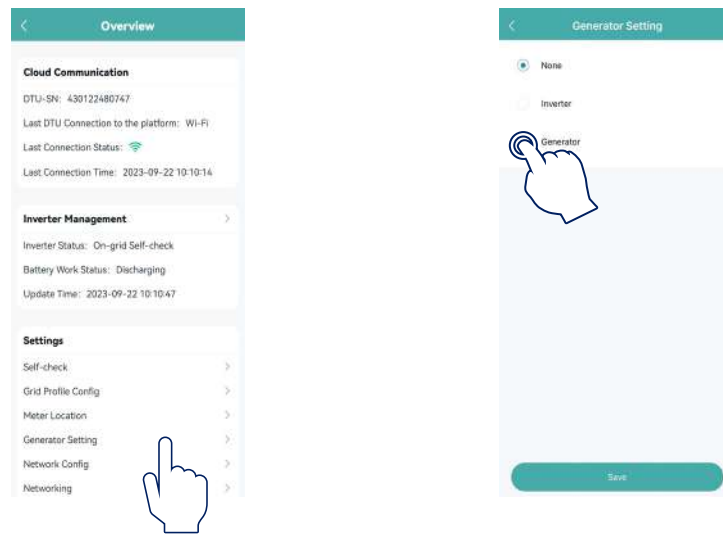 Overview
Cloud Communication
DTU-SN: 430122480747
Last DTU Connection to the platform: Wi-Fi
Last Connection Status:
Last Connection Time: 2023-09-22 10:10:14
Inverter Management
Inverter Status: On-grid Self-check
Battery Work Status: Discharging
Update Time: 2023-09-22 10:10:47
Settings
Self-check
Grid Profile Config
Meter Location
Generator Setting
Network Config
Networking
Generator Setting
None
Inverter
Generator
Save